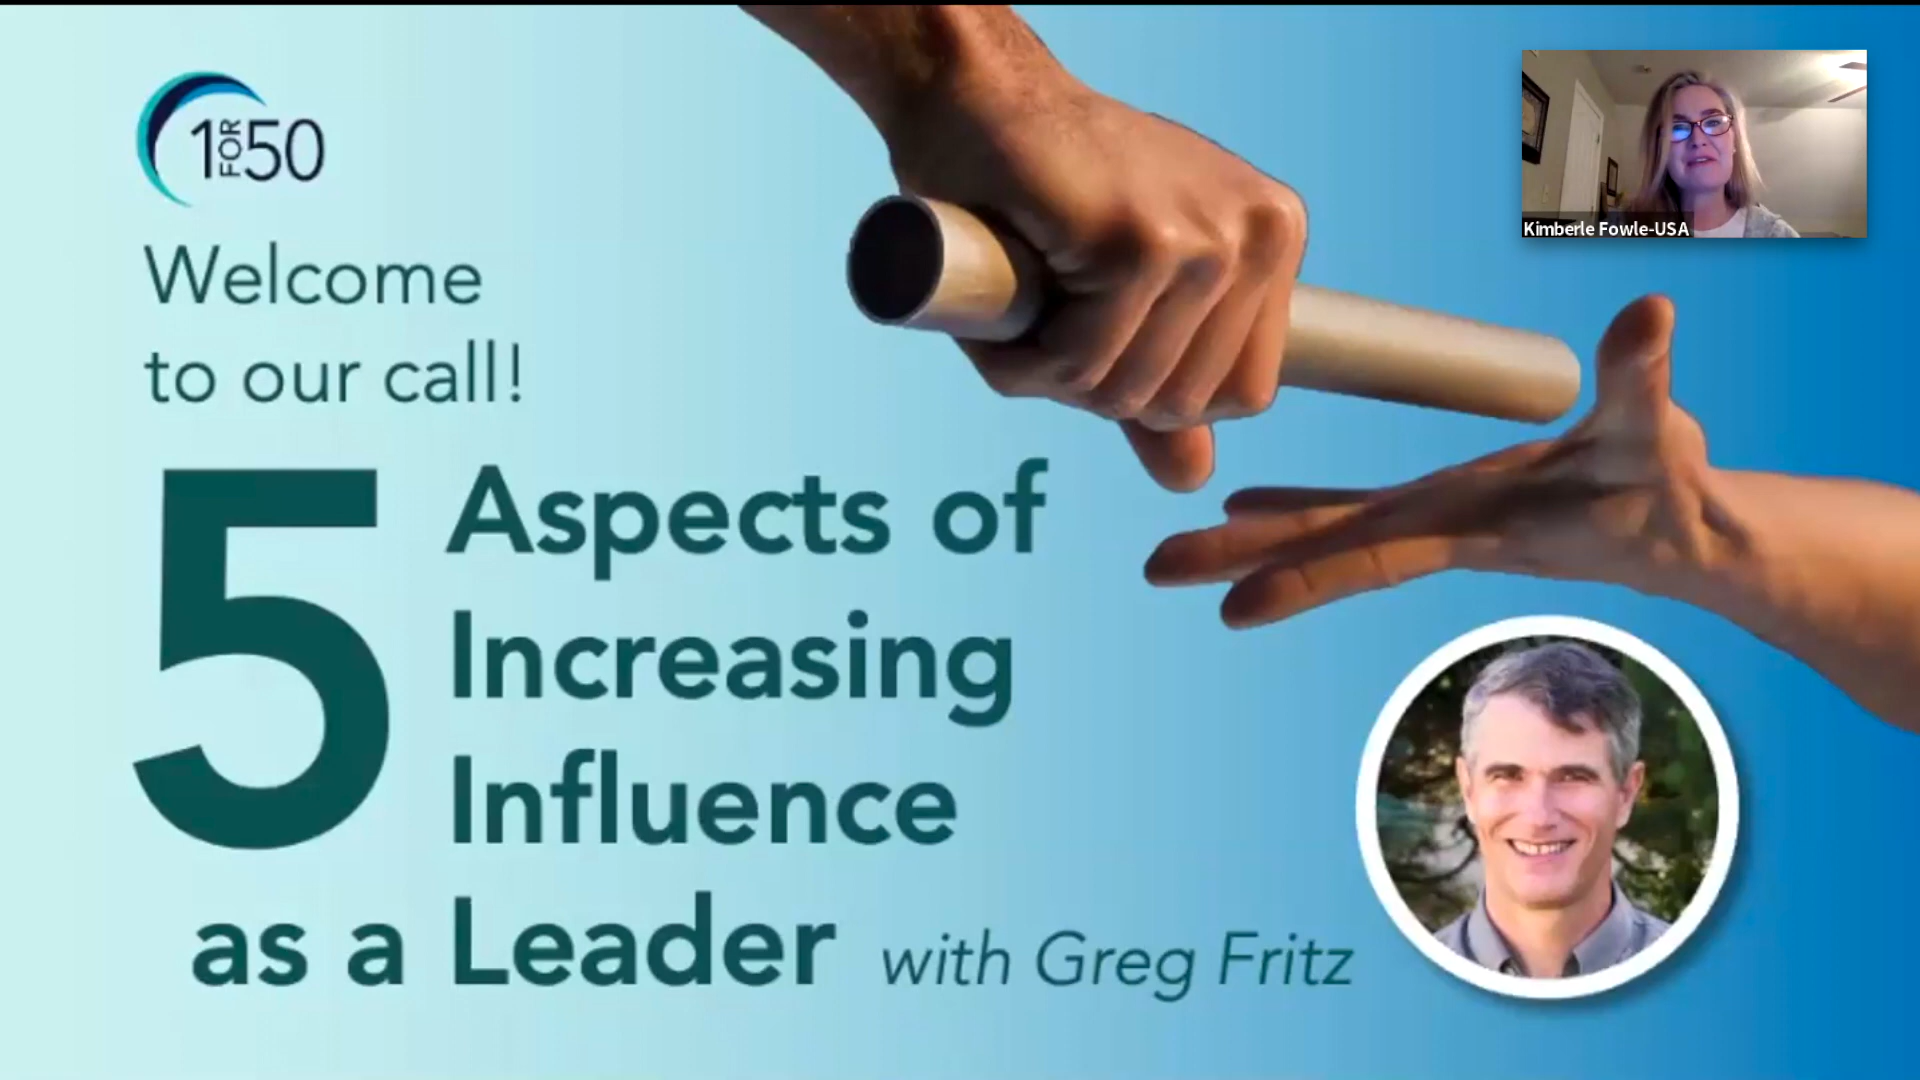 1FOR50
Welcome
to our call!
5 Aspects of
Increasing
Influence
as a Leader with Greg Fritz
Kimberle Fowle-USA